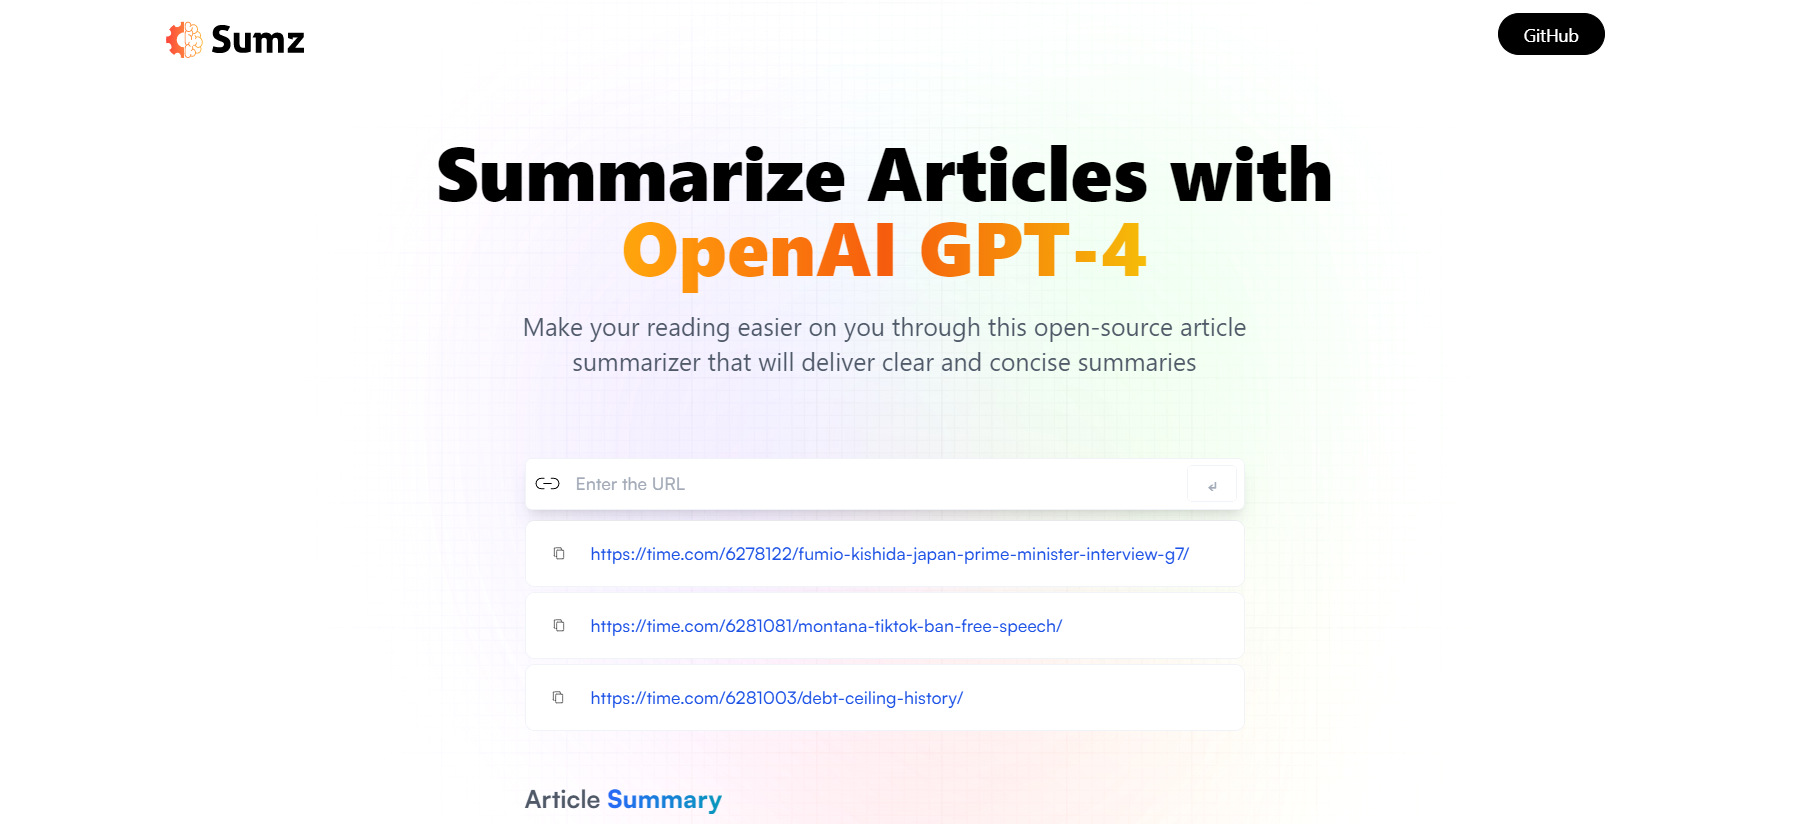 Sumz
GitHub
Summarize Articles with
OpenAI GPT-4
Make your reading easier on you through this open-source article
summarizer that will deliver clear and concise summaries
Enter the URL
https://time.com/6278122/fumio-kishida-japan-prime-minister-interview-g7/
https://time.com/6281081/montana-tiktok-ban-free-speech/
https://time.com/6281003/debt-ceiling-history/
Article Summary